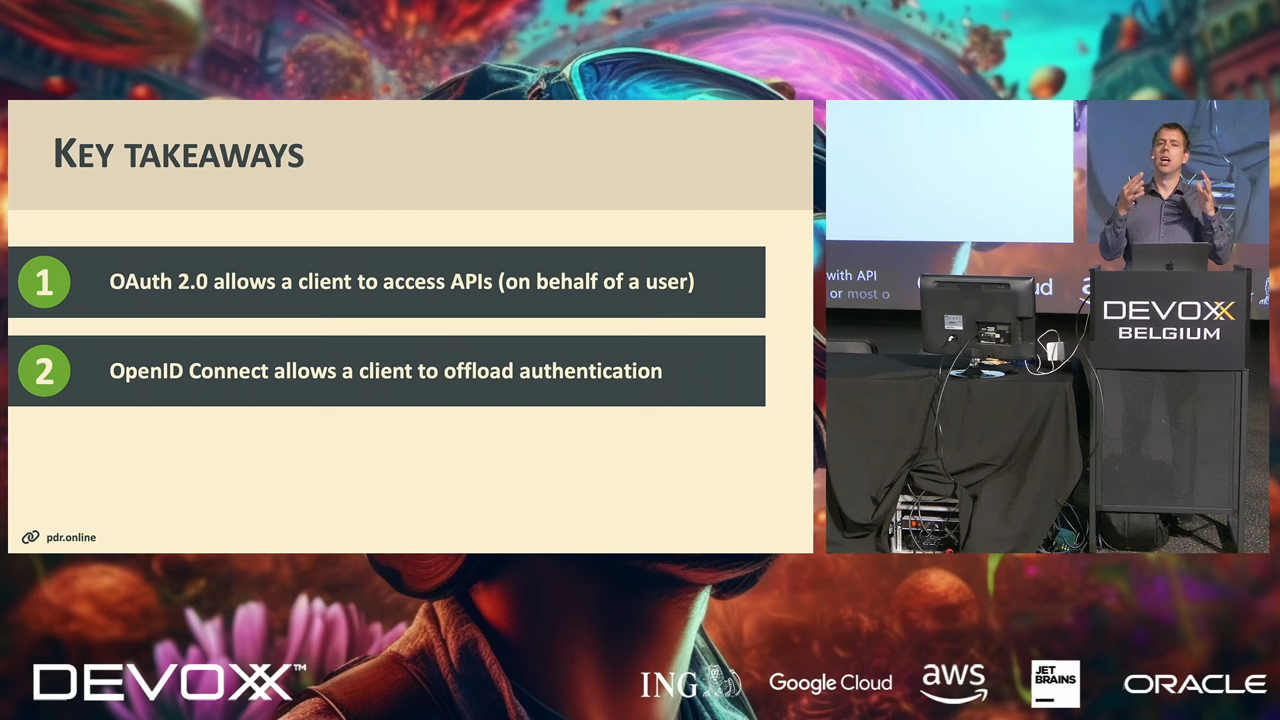 KEY TAKEAWAYS
1
OAuth 2.0 allows a client to access APIs (on behalf of a user)
2
OpenID Connect allows a client to offload authentication
pdr.online
with API
or most o
ud
DEVOXX
BELGIUM
DEVOXX™
ING
Google Cloud
aws
JET
BRAINS
ORACLE